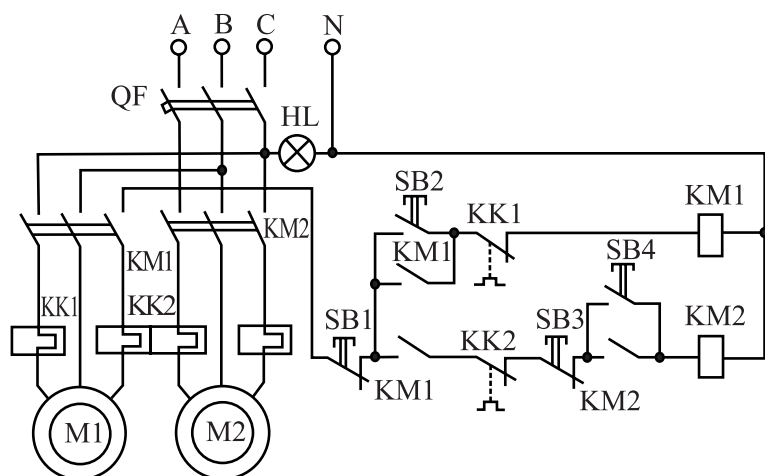 A B C N
QF
HL
SB2
KK1
KM1
KM2
KM1
SB4
KM1
KK1
KK2
SB1
KK2
SB3
KM2
KM1
KM2
M1
M2